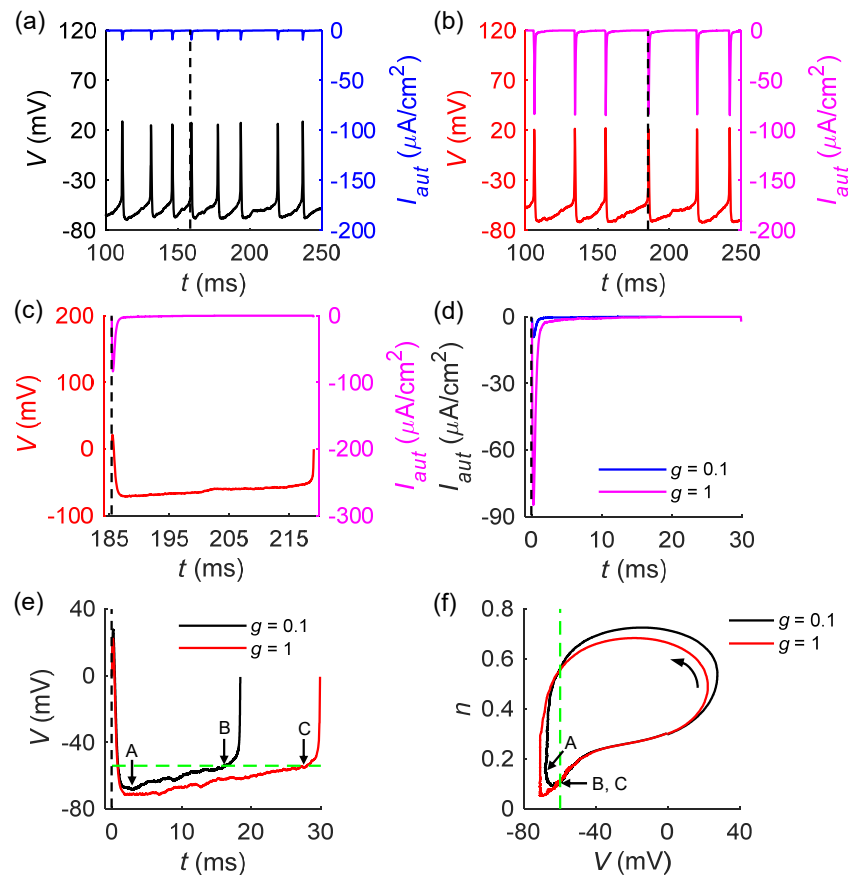 (a)
120
70
20
-30
-80
V (mV)
0
-50
-100
-150
-200
I_aut (μA/cm²)
100
150
200
250
t (ms)
(b)
120
70
20
-30
-80
V (mV)
0
-50
-100
-150
-200
I_aut (μA/cm²)
100
150
200
250
t (ms)
(c)
200
100
0
-100
V (mV)
0
-100
-200
-300
I_aut (μA/cm²)
185
195
205
215
t (ms)
(d)
0
-30
-60
-90
I_aut (μA/cm²)
g = 0.1
g = 1
0
10
20
30
t (ms)
(e)
40
0
-40
-80
V (mV)
g = 0.1
g = 1
A
B
C
0
10
20
30
t (ms)
(f)
0.8
0.6
0.4
0.2
0
n
g = 0.1
g = 1
A
B, C
-80
-40
0
40
V (mV)